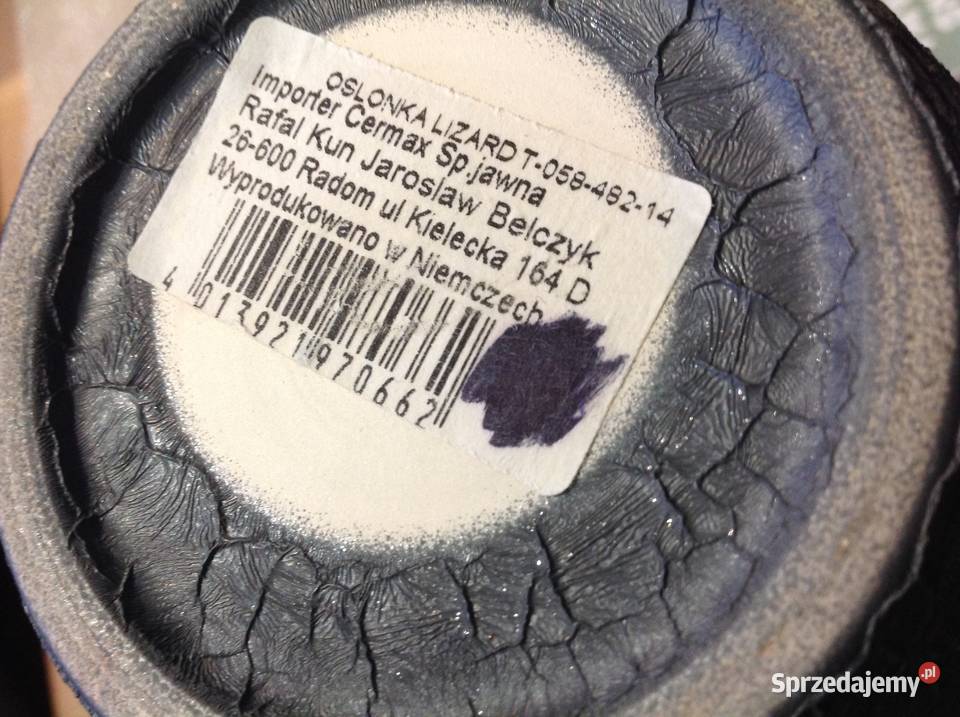 OSLONKA LIZARD T-058-482-14
Importer Cermax Sp.jawna
Rafal Kun Jaroslaw Belczyk
26-600 Radom ul Kielecka 164 D
Wyprodukowano w Niemczech
4 013921 970662
Sprzedajemy.pl